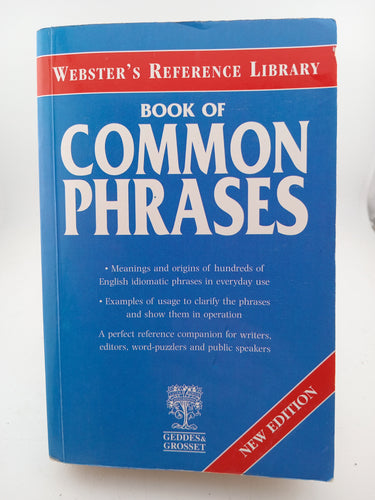 WEBSTER'S REFERENCE LIBRARY
BOOK OF
COMMON
PHRASES
• Meanings and origins of hundreds of
English idiomatic phrases in everyday use
• Examples of usage to clarify the phrases
and show them in operation
A perfect reference companion for writers,
editors, word-puzzlers and public speakers
GEDDES &
GROSSET
NEW EDITION